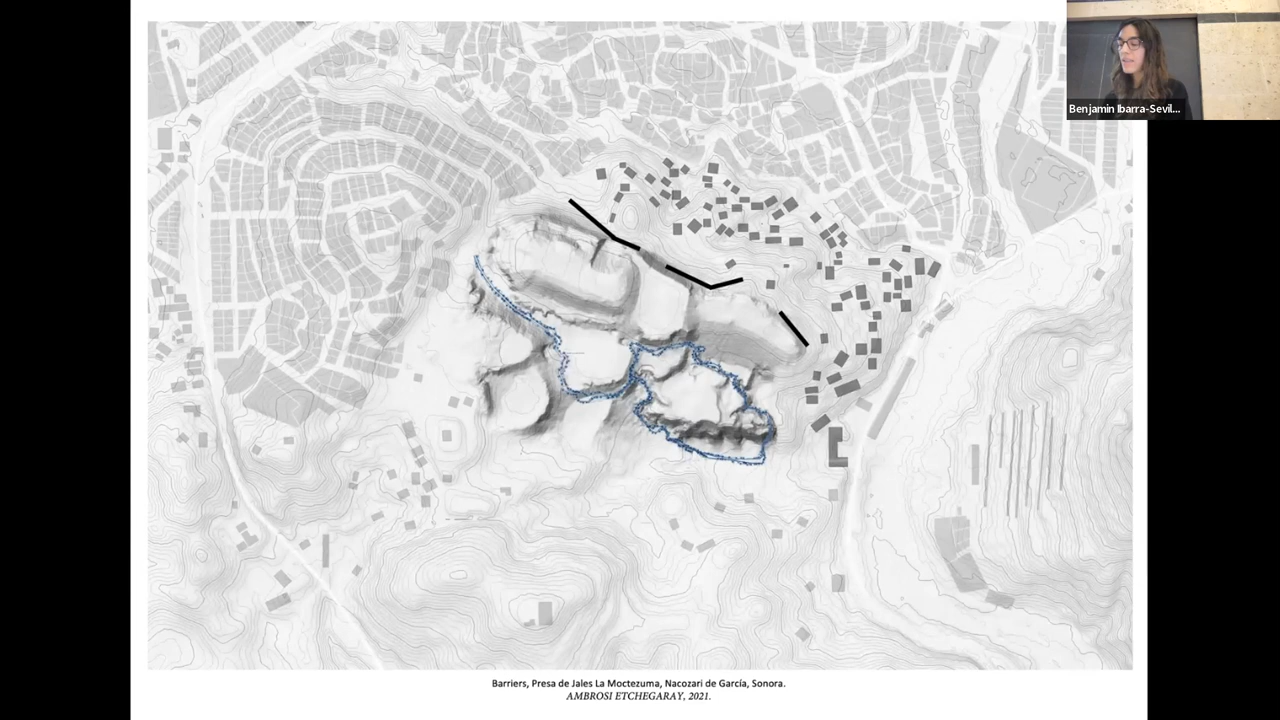 Benjamin Ibarra-Sevil...
Barriers, Presa de Jales La Moctezuma, Nacozari de García, Sonora.
AMBROSI ETCHEGARAY, 2021.